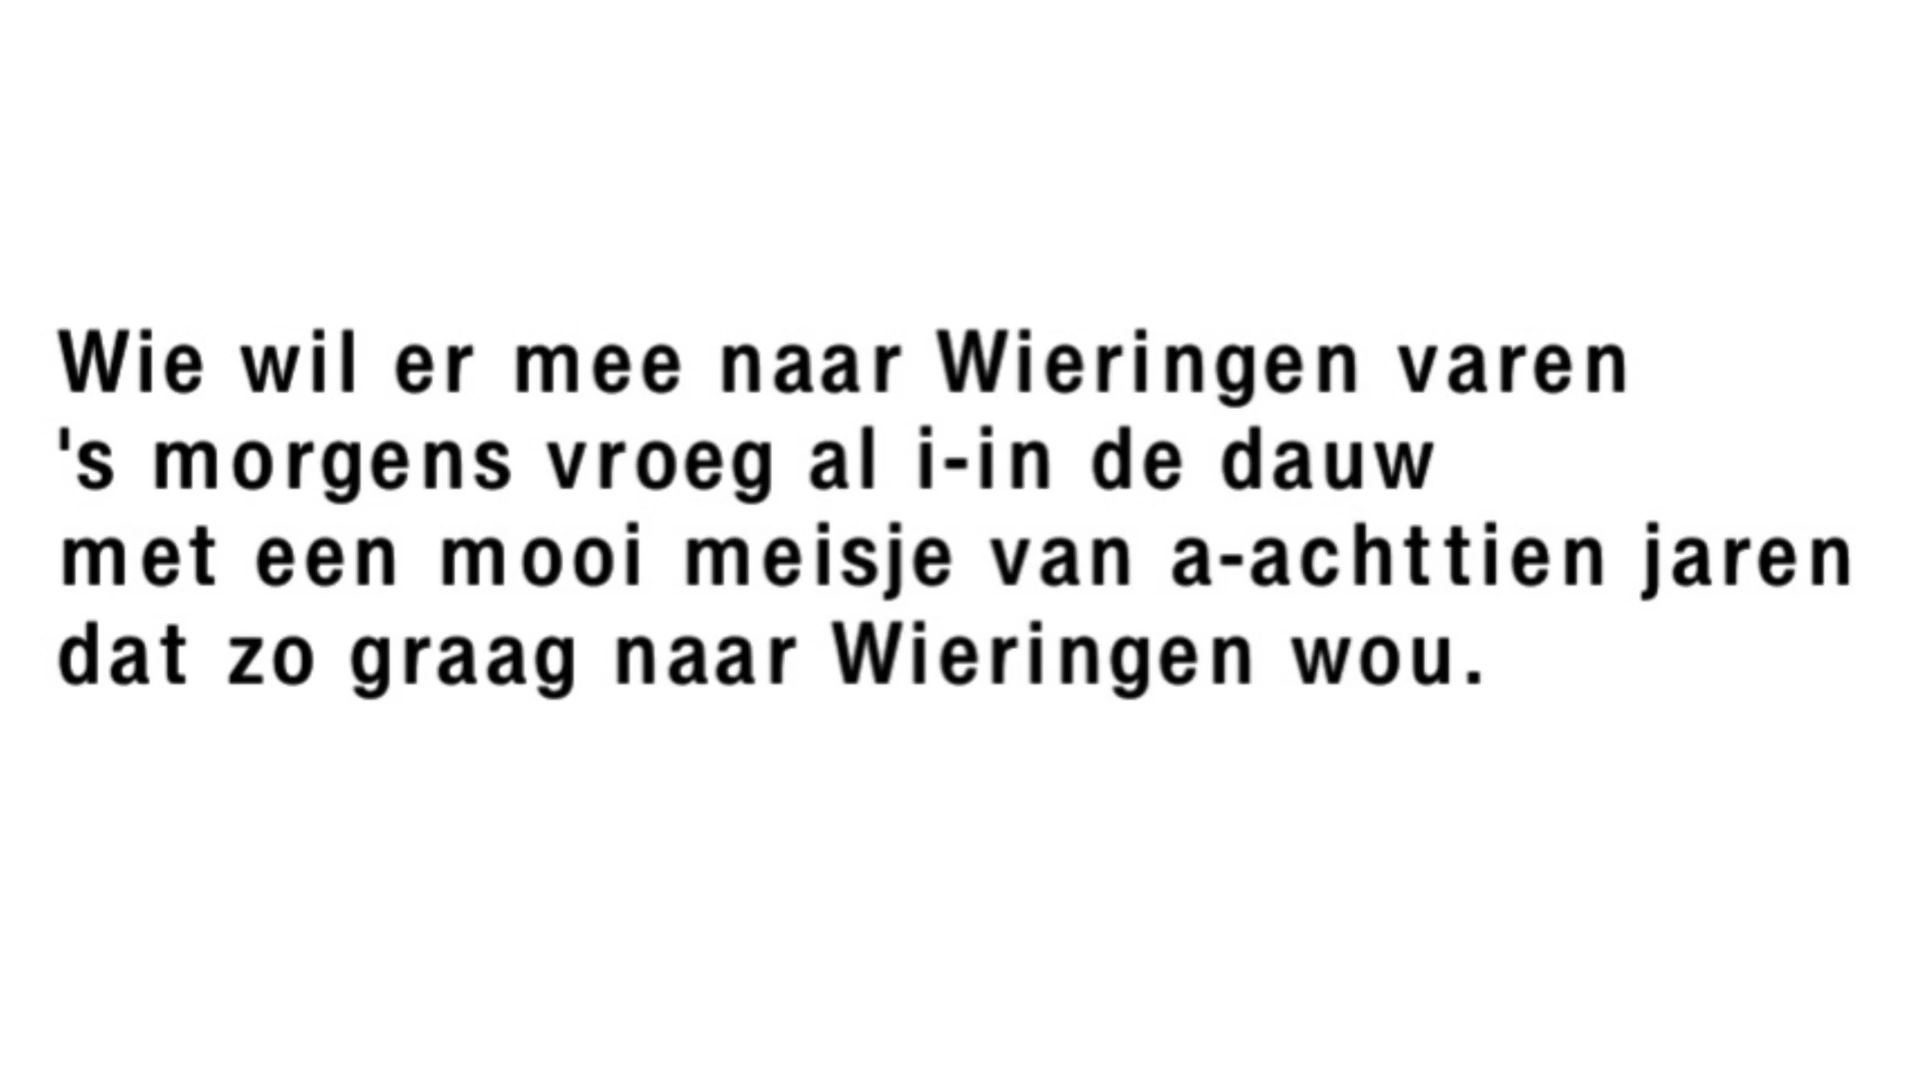 Wie wil er mee naar Wieringen varen
's morgens vroeg al i-in de dauw
met een mooi meisje van a-achttien jaren
dat zo graag naar Wieringen wou.